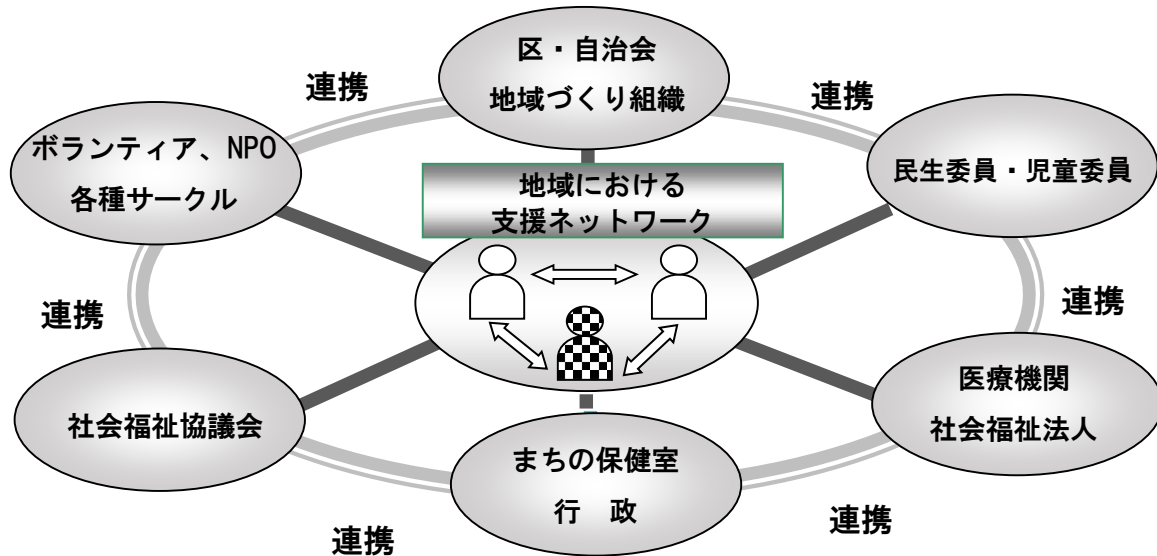 区・自治会
地域づくり組織
連携
連携
ボランティア、NPO
各種サークル
民生委員・児童委員
地域における
支援ネットワーク
連携
連携
社会福祉協議会
医療機関
社会福祉法人
まちの保健室
行　政
連携
連携